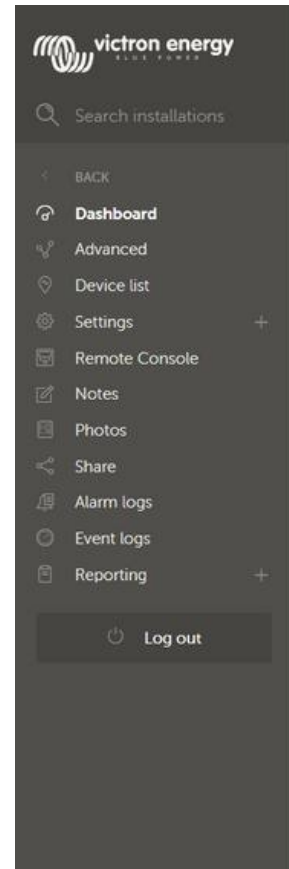 victron energy
BLUE POWER
Search installations
BACK
Dashboard
Advanced
Device list
Settings
Remote Console
Notes
Photos
Share
Alarm logs
Event logs
Reporting
Log out